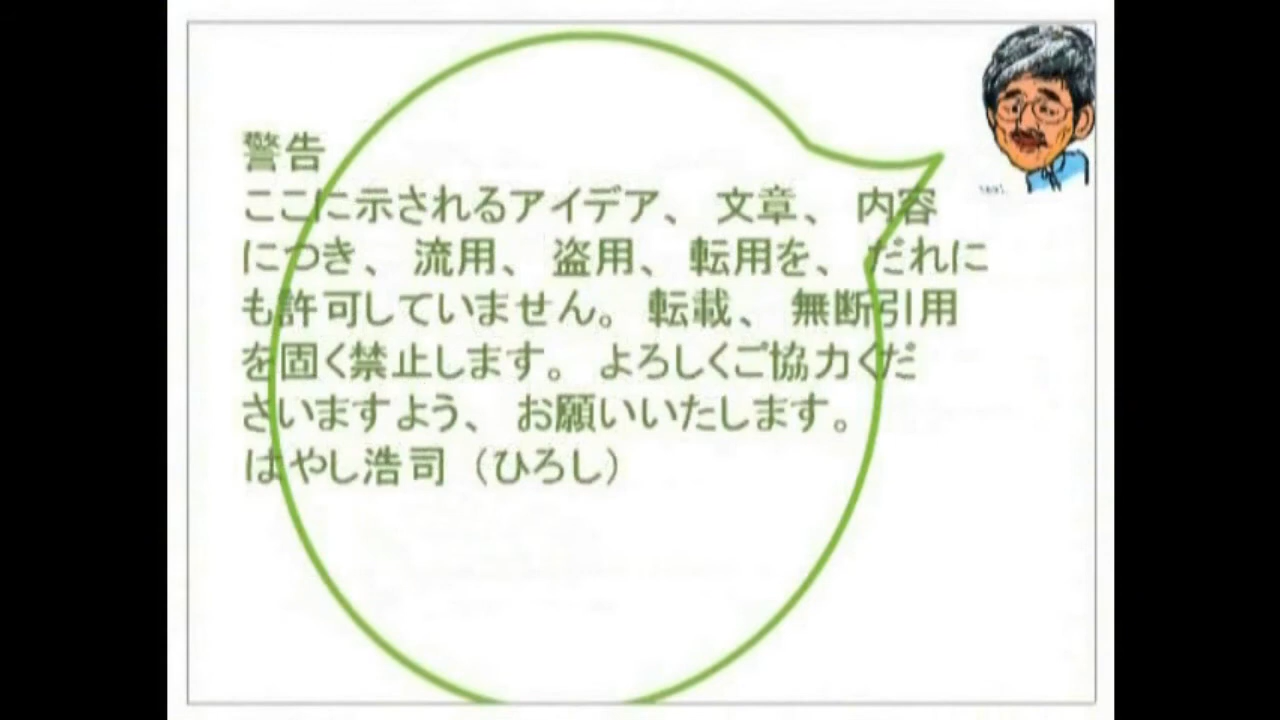 警告
ここに示されるアイデア、 文章、 内容
につき、 流用、 盗用、 転用を、 だれに
も許可していません。 転載、 無断引用
を固く禁止します。 よろしくご協力くだ
さいますよう、 お願いいたします。
はやし浩司 （ひろし）